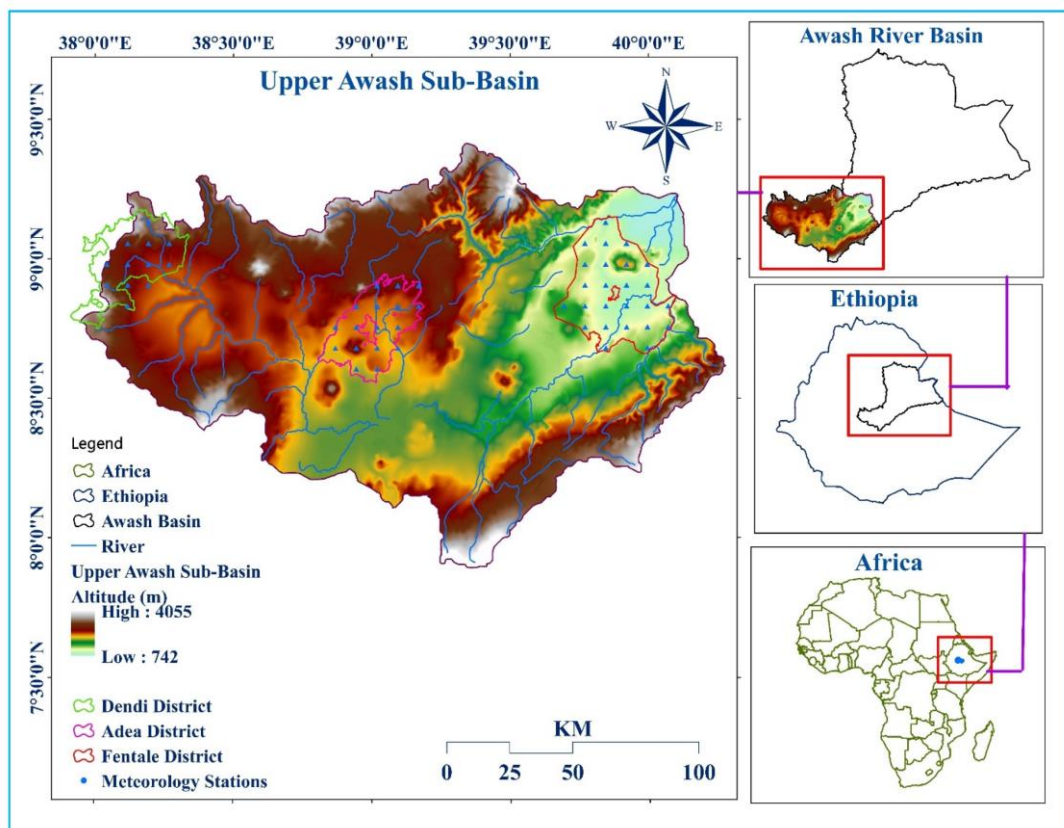 38°0'0"E
38°30'0"E
39°0'0"E
39°30'0"E
40°0'0"E
Upper Awash Sub-Basin
N
W
E
S
9°30'0"N
9°0'0"N
8°30'0"N
8°0'0"N
7°30'0"N
Legend
Africa
Ethiopia
Awash Basin
River
Upper Awash Sub-Basin
Altitude (m)
High : 4055
Low : 742
Dendi District
Adea District
Fentale District
Meteorology Stations
KM
0 25 50 100
Awash River Basin
Ethiopia
Africa